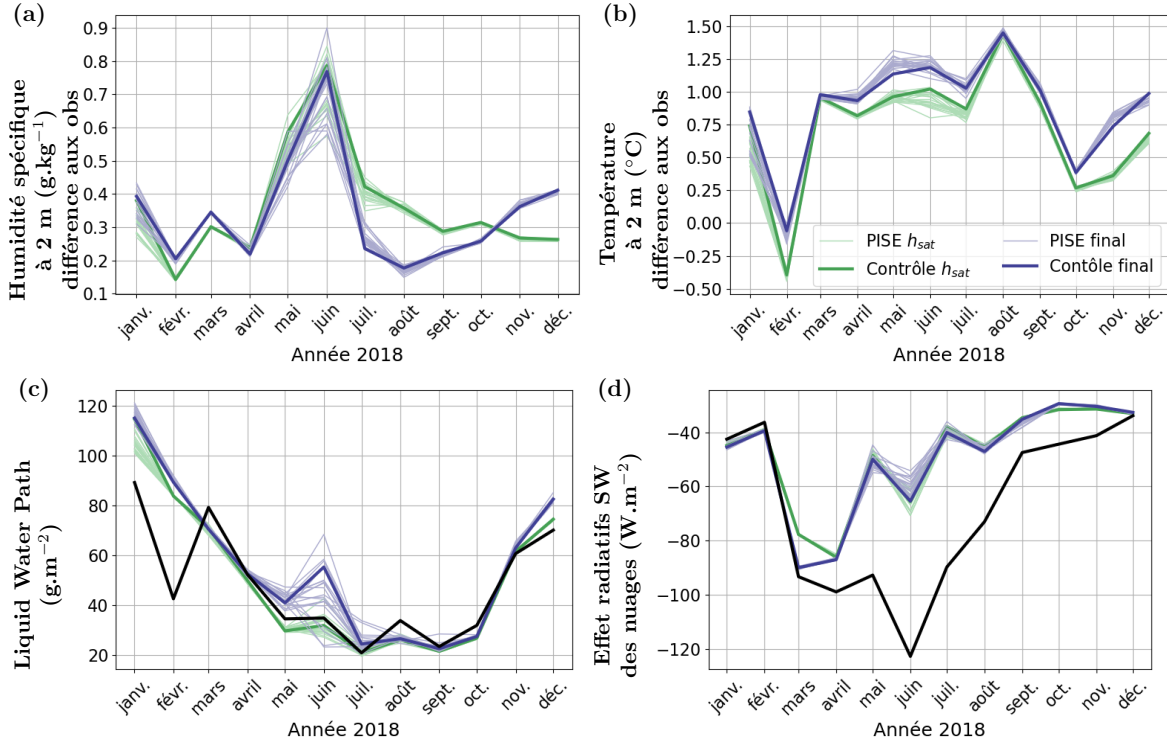 (a)
Humidité spécifique
à 2 m (g.kg⁻¹)
différence aux obs
0.9
0.8
0.7
0.6
0.5
0.4
0.3
0.2
0.1
janv.
févr.
mars
avril
mai
juin
juil.
août
sept.
oct.
nov.
déc.
Année 2018
(b)
Température
à 2 m (°C)
différence aux obs
1.50
1.25
1.00
0.75
0.50
0.25
0.00
−0.25
−0.50
PISE hsat
Contrôle hsat
PISE final
Contôle final
janv.
févr.
mars
avril
mai
juin
juil.
août
sept.
oct.
nov.
déc.
Année 2018
(c)
Liquid Water Path
(g.m⁻²)
120
100
80
60
40
20
janv.
févr.
mars
avril
mai
juin
juil.
août
sept.
oct.
nov.
déc.
Année 2018
(d)
Effet radiatifs SW
des nuages (W.m⁻²)
−40
−60
−80
−100
−120
janv.
févr.
mars
avril
mai
juin
juil.
août
sept.
oct.
nov.
déc.
Année 2018